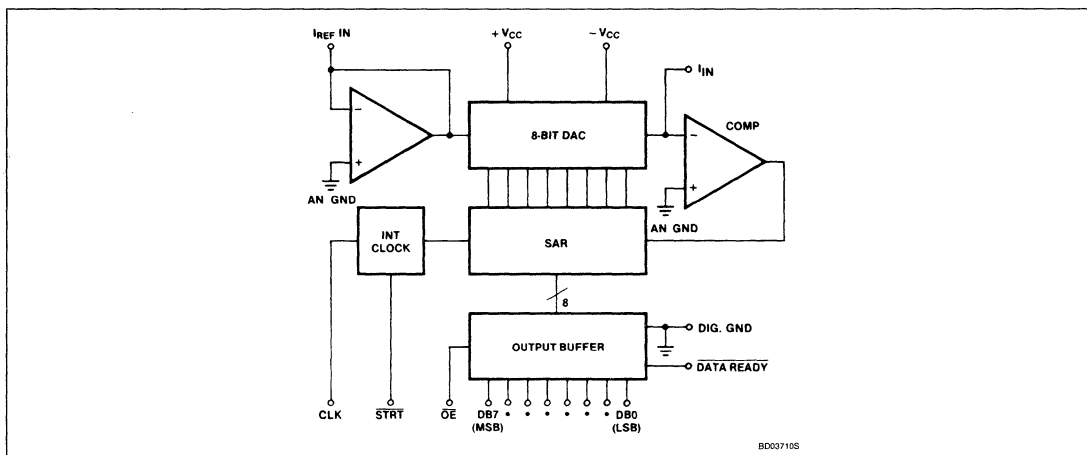 I_REF IN
+ V_CC
− V_CC
I_IN
−
8-BIT DAC
−
COMP
+
+
AN GND
AN GND
INT
CLOCK
SAR
8
OUTPUT BUFFER
DIG. GND
DATA READY
CLK
STRT
OE
DB7
(MSB)
DB0
(LSB)
BD03710S